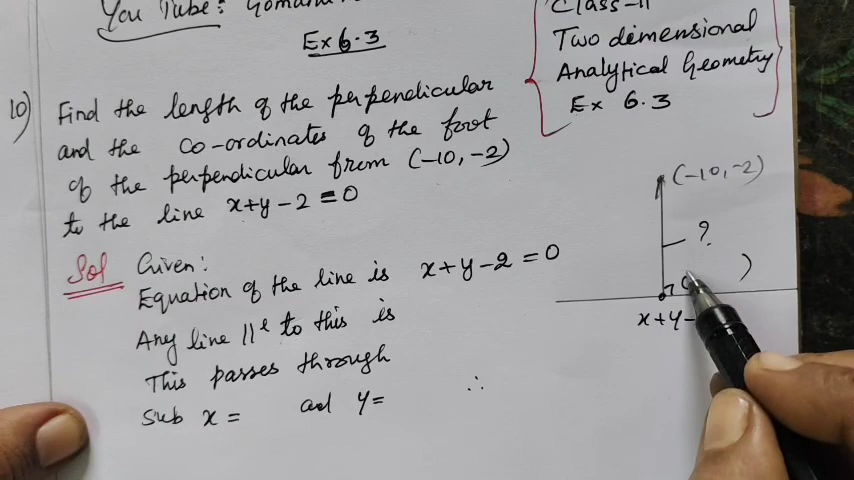 You Tube:
Ex 6.3
Class-11
Two dimensional
Analytical Geometry
Ex 6.3
10) Find the length of the perpendicular
and the Co-ordinates of the foot
of the perpendicular from (-10,-2)
to the line x+y-2=0
Sol Given:
Equation of the line is x+y-2=0
Any line ||l to this is
This passes through
Sub x= ad y= ∴
(-10,-2)
?
( )
x+y-